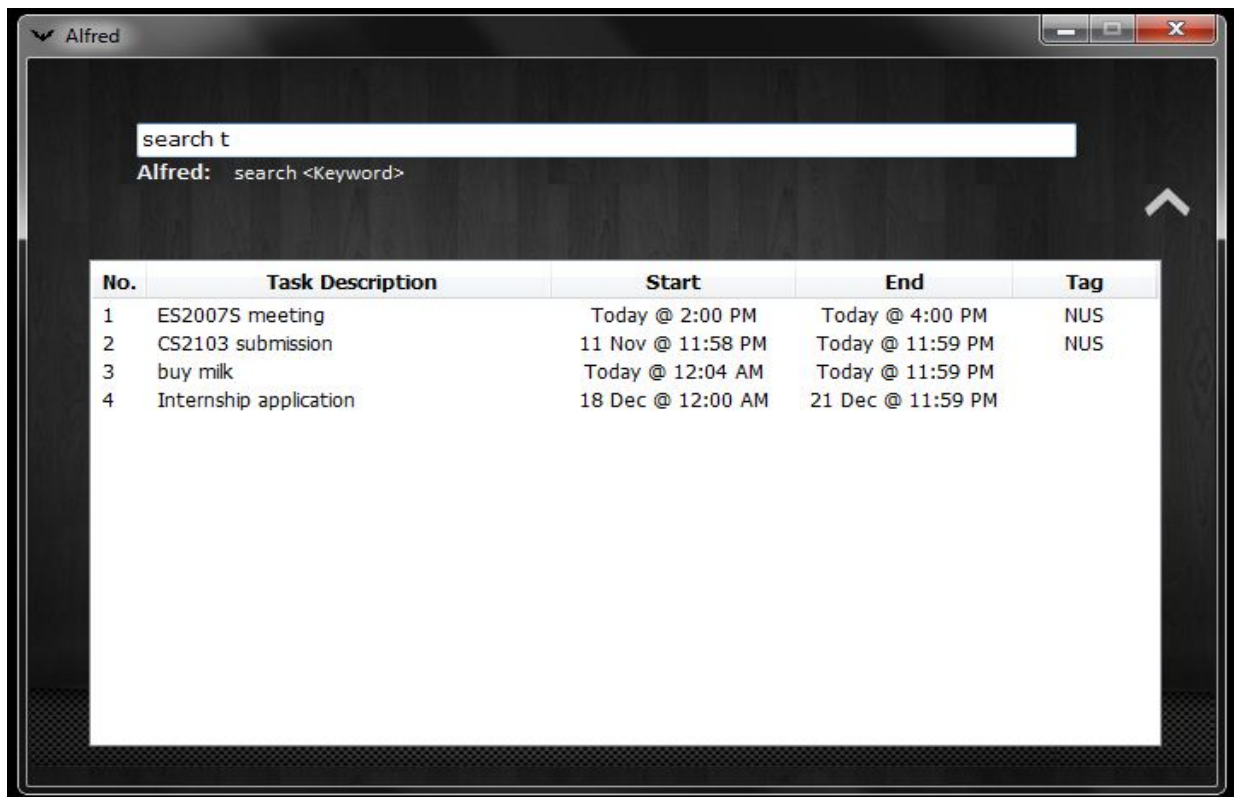 Alfred
search t
Alfred: search <Keyword>
No. Task Description Start End Tag
1 ES2007S meeting Today @ 2:00 PM Today @ 4:00 PM NUS
2 CS2103 submission 11 Nov @ 11:58 PM Today @ 11:59 PM NUS
3 buy milk Today @ 12:04 AM Today @ 11:59 PM
4 Internship application 18 Dec @ 12:00 AM 21 Dec @ 11:59 PM